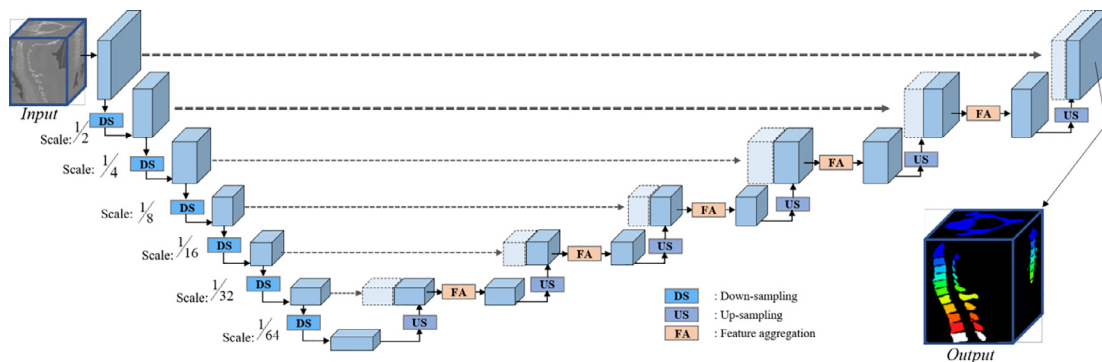 Input
DS
Scale: 1/2
DS
Scale: 1/4
DS
Scale: 1/8
DS
Scale: 1/16
DS
Scale: 1/32
DS
Scale: 1/64
US
FA
US
FA
US
FA
US
FA
US
FA
US
DS : Down-sampling
US : Up-sampling
FA : Feature aggregation
Output